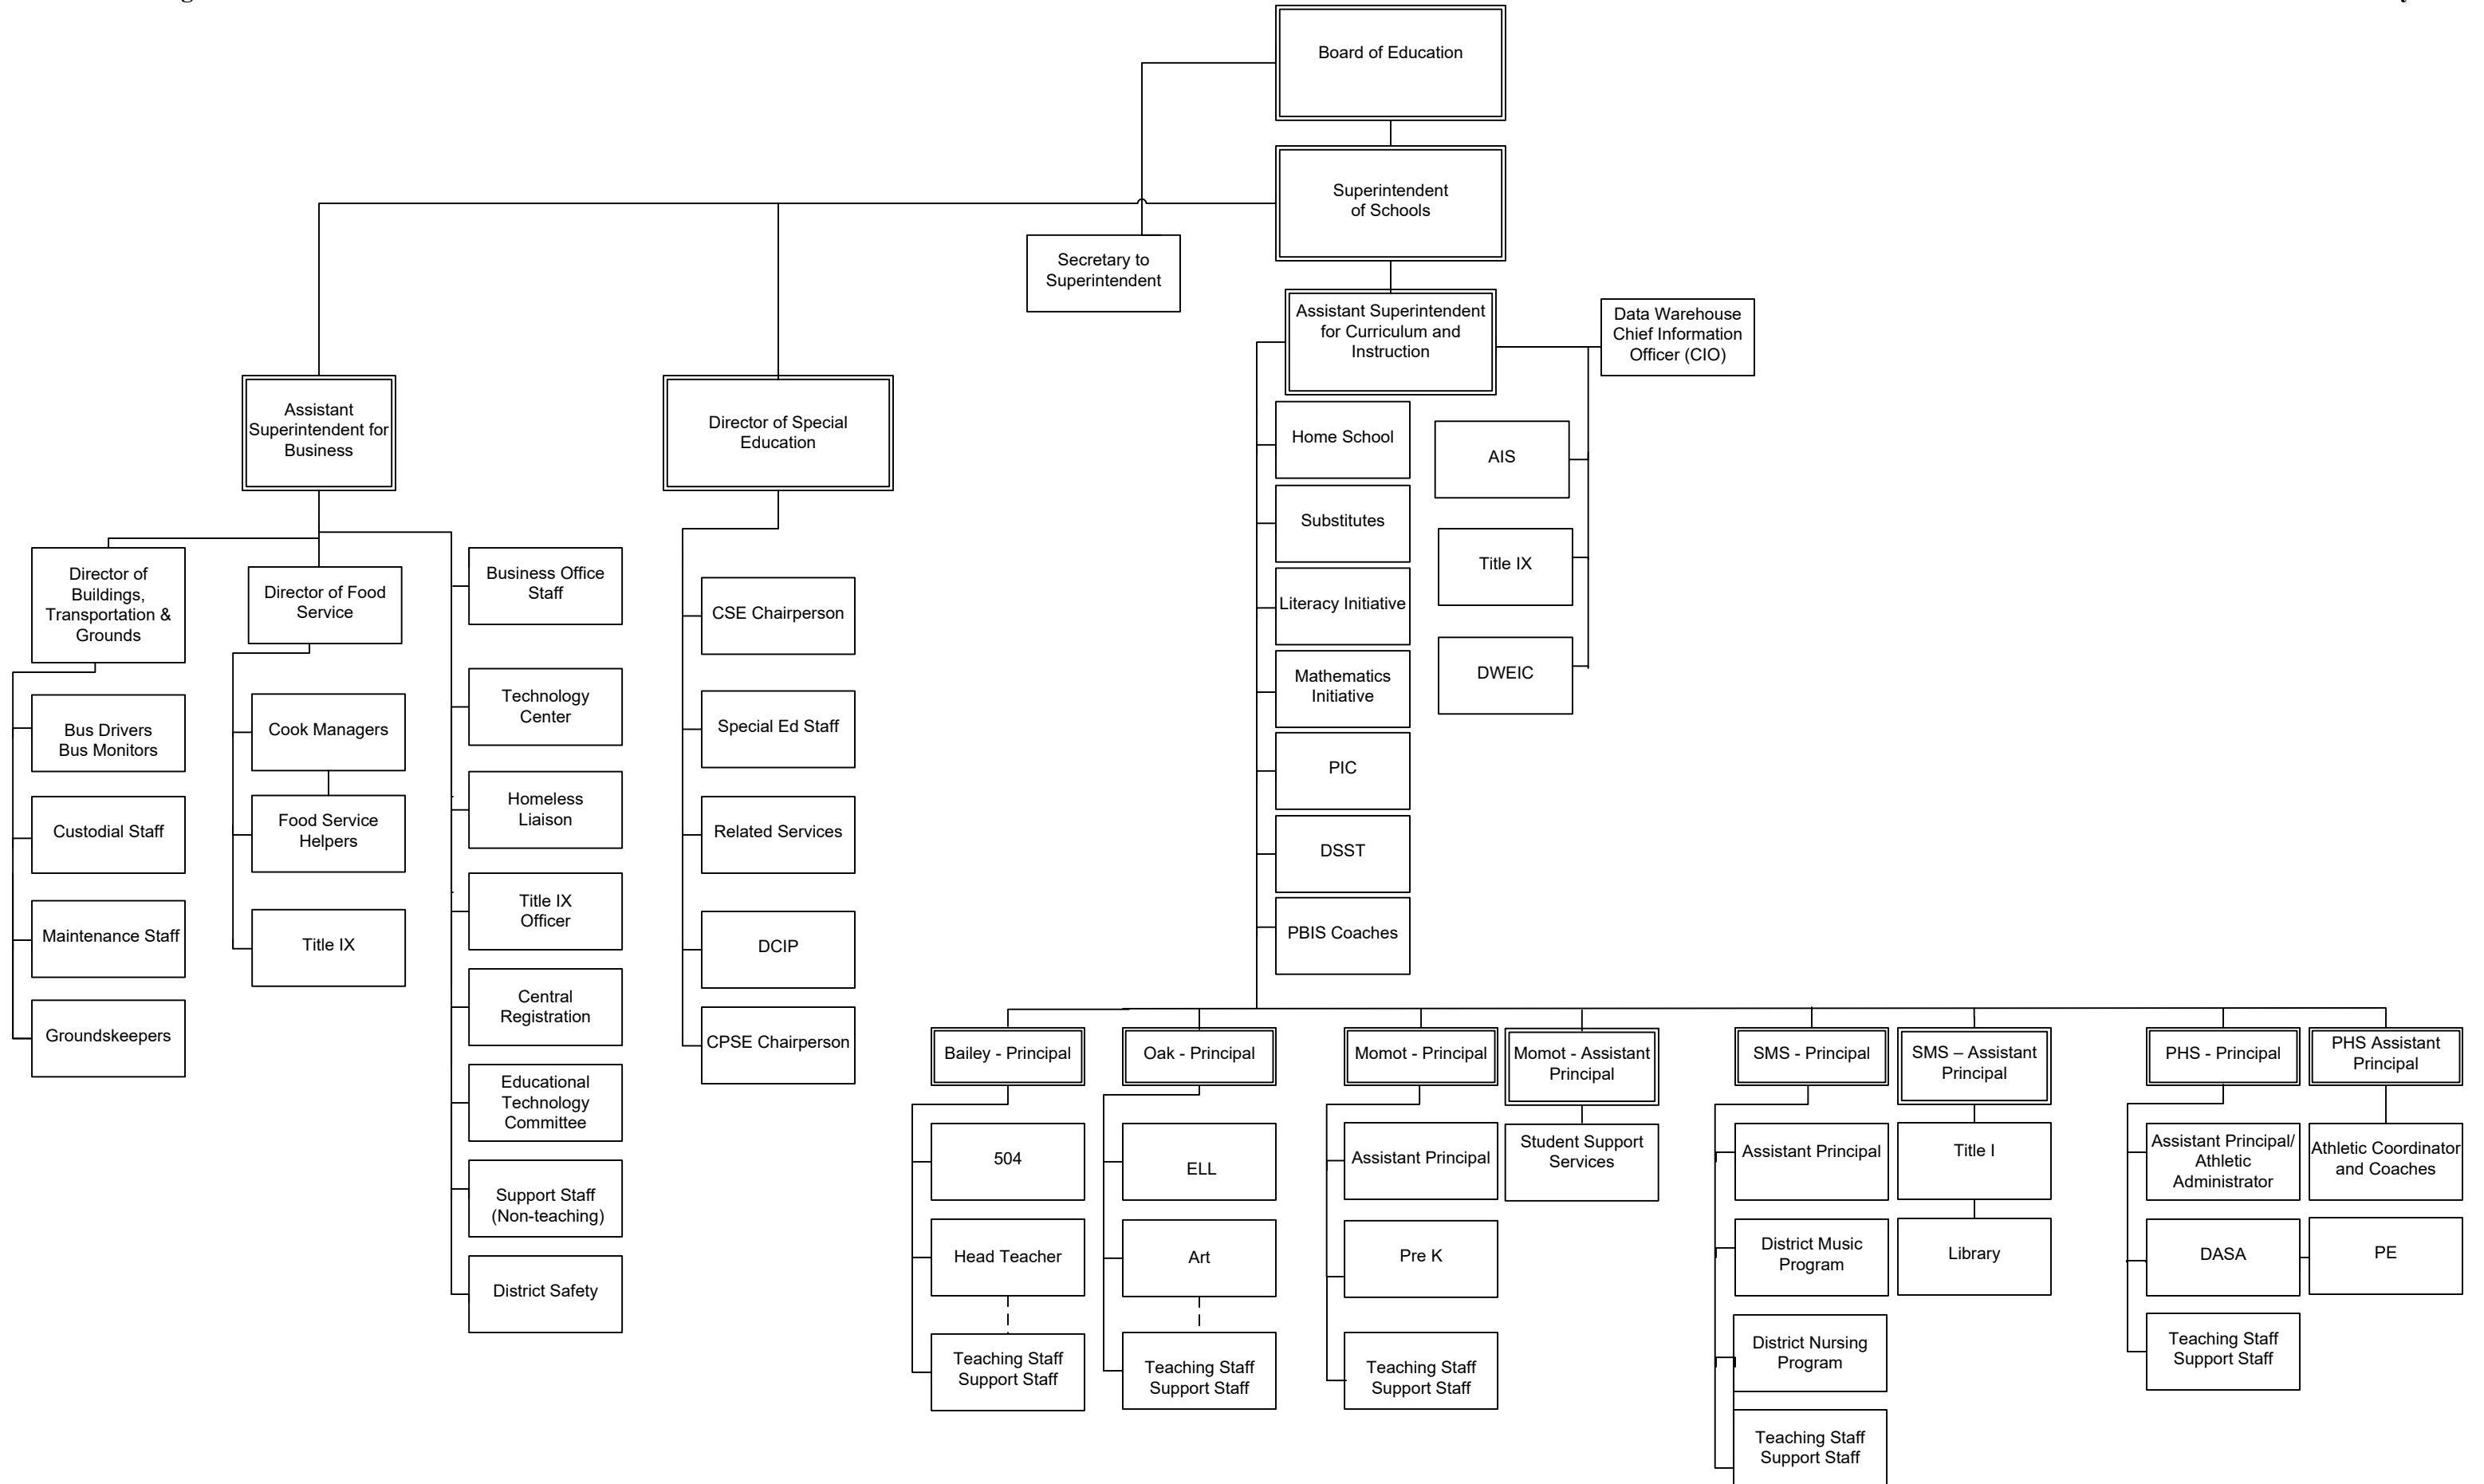 Board of Education
Superintendent
of Schools
Secretary to
Superintendent
Assistant Superintendent
for Curriculum and
Instruction
Data Warehouse
Chief Information
Officer (CIO)
Assistant
Superintendent for
Business
Director of Special
Education
Director of
Buildings,
Transportation &
Grounds
Bus Drivers
Bus Monitors
Custodial Staff
Maintenance Staff
Groundskeepers
Director of Food
Service
Cook Managers
Food Service
Helpers
Title IX
Business Office
Staff
Technology
Center
Homeless
Liaison
Title IX
Officer
Central
Registration
Educational
Technology
Committee
Support Staff
(Non-teaching)
District Safety
CSE Chairperson
Special Ed Staff
Related Services
DCIP
CPSE Chairperson
Home School
Substitutes
Literacy Initiative
Mathematics
Initiative
PIC
DSST
PBIS Coaches
AIS
Title IX
DWEIC
Bailey - Principal
504
Head Teacher
Teaching Staff
Support Staff
Oak - Principal
ELL
Art
Teaching Staff
Support Staff
Momot - Principal
Assistant Principal
Pre K
Teaching Staff
Support Staff
Momot - Assistant
Principal
Student Support
Services
SMS - Principal
Assistant Principal
District Music
Program
District Nursing
Program
Teaching Staff
Support Staff
SMS – Assistant
Principal
Title I
Library
PHS - Principal
Assistant Principal/
Athletic
Administrator
DASA
Teaching Staff
Support Staff
PHS Assistant
Principal
Athletic Coordinator
and Coaches
PE